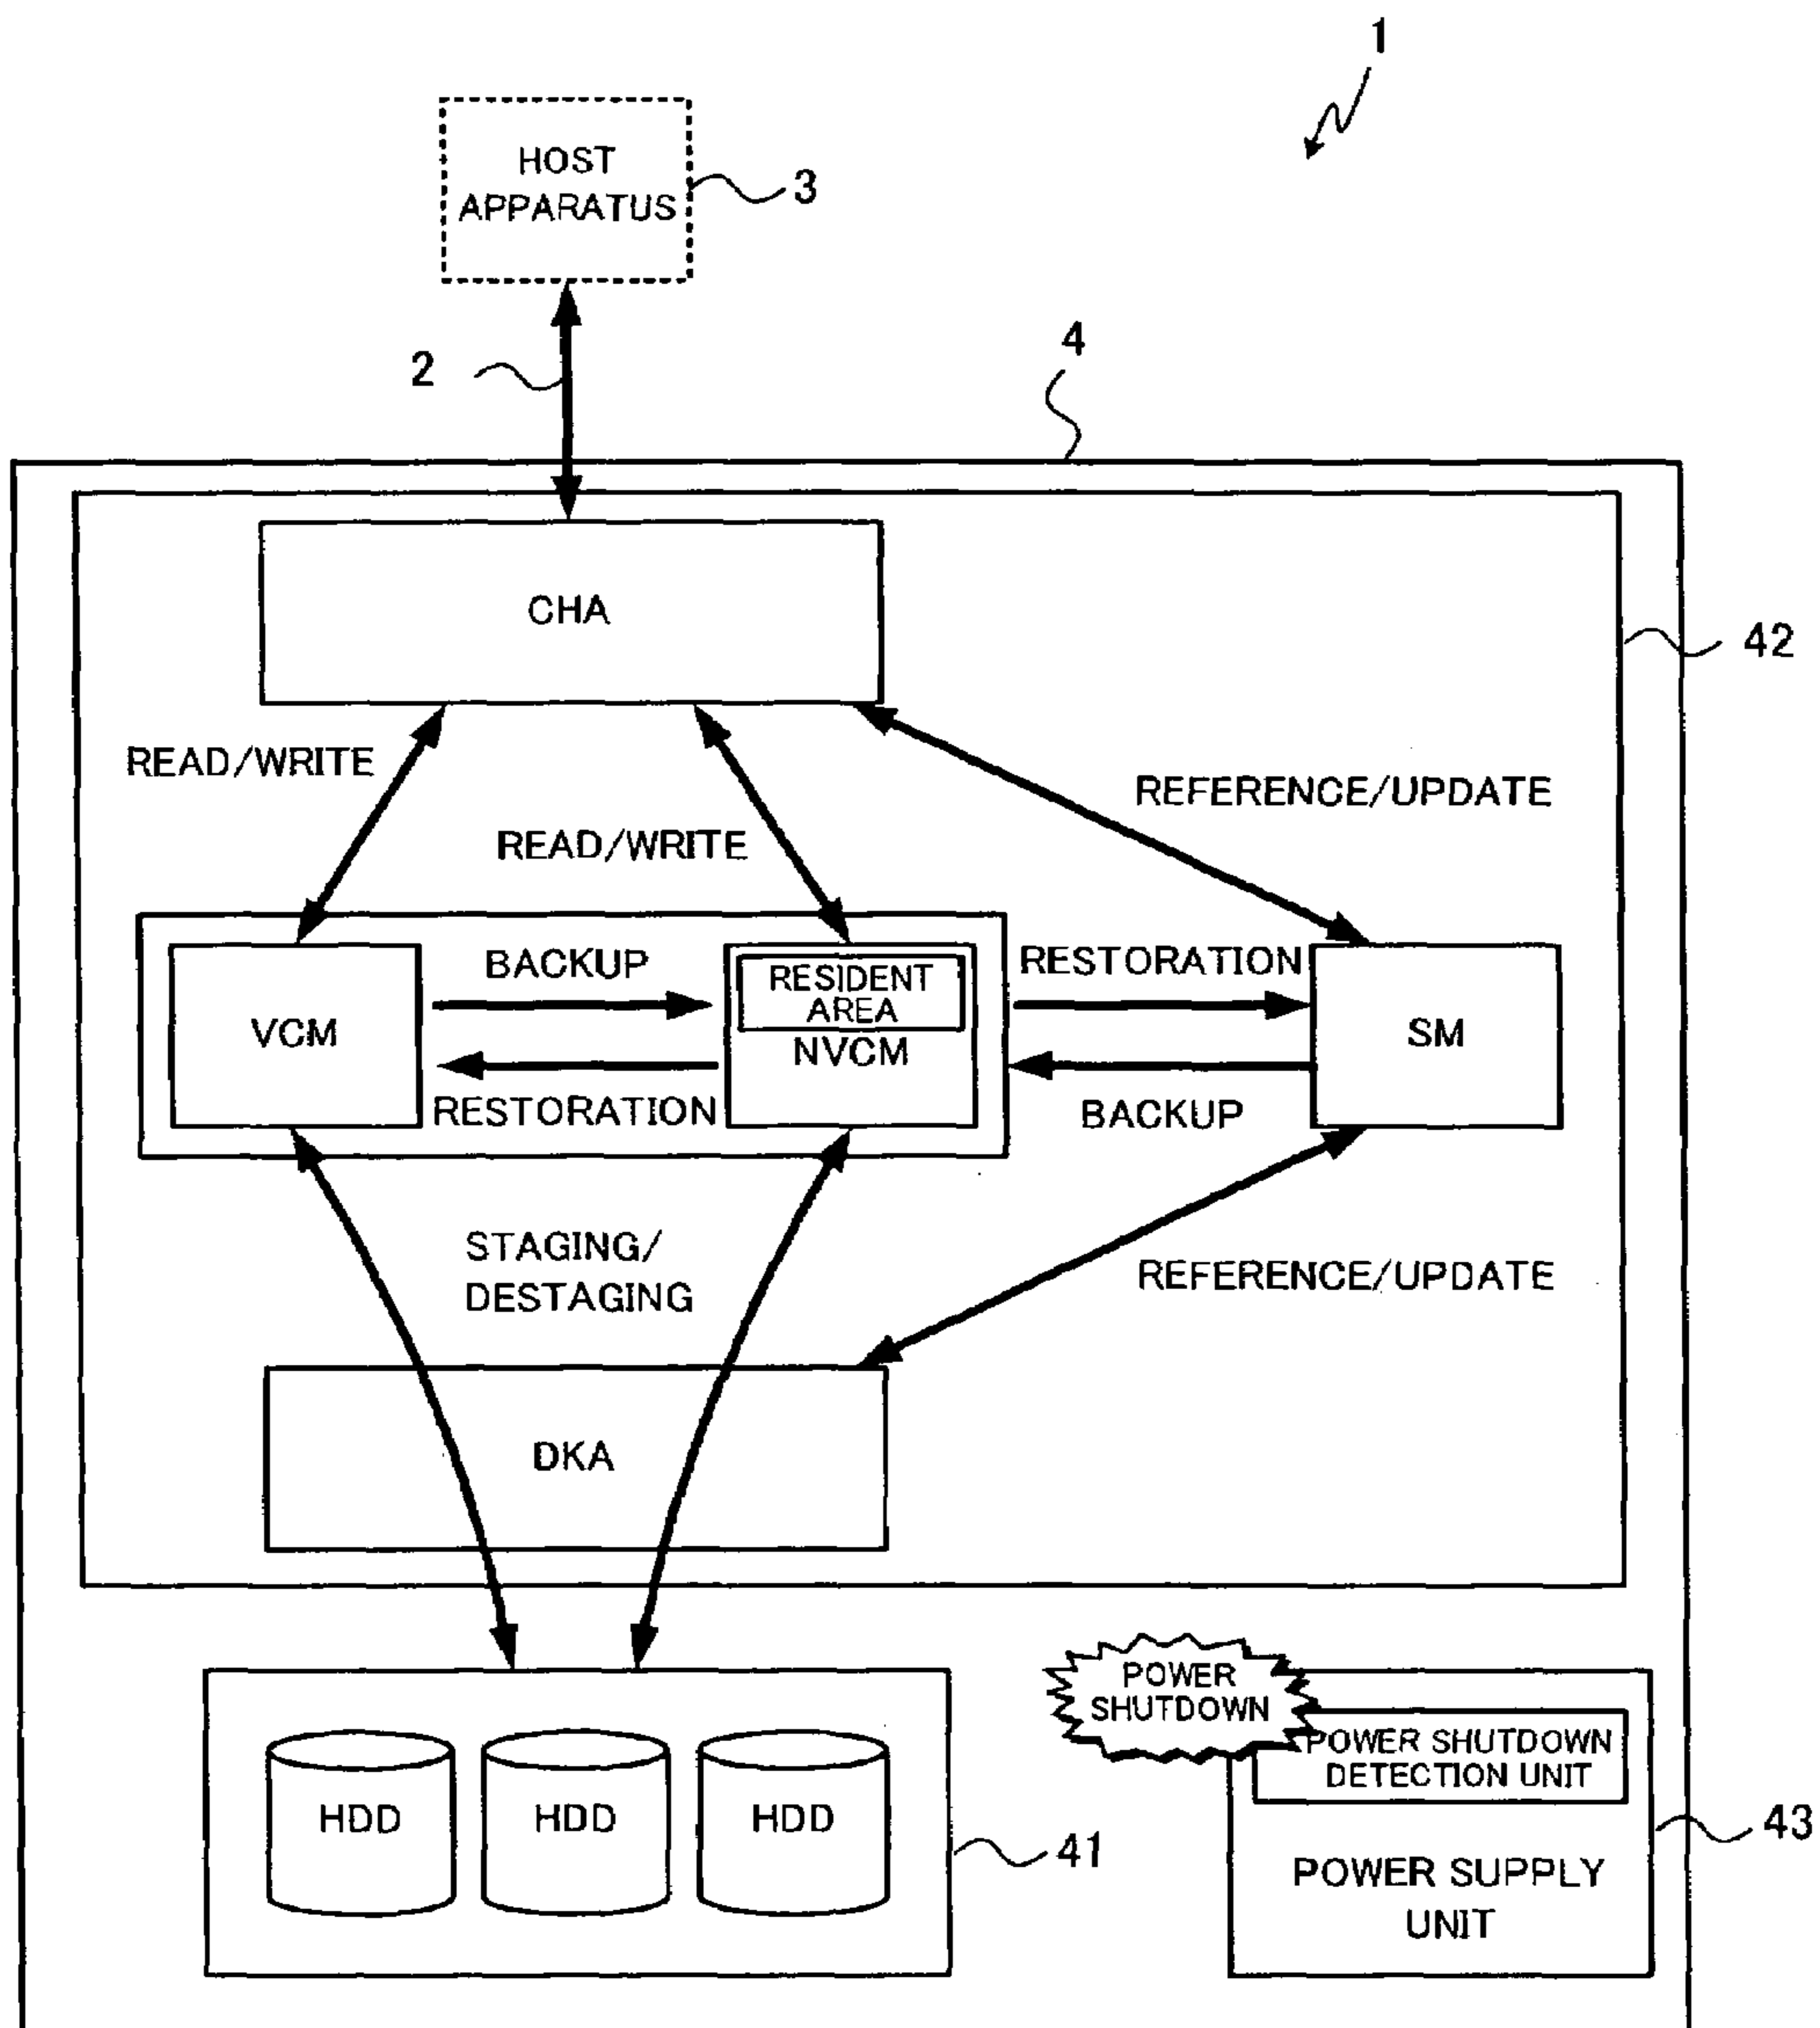 1
HOST
APPARATUS
3
2
4
CHA
42
READ/WRITE
REFERENCE/UPDATE
READ/WRITE
BACKUP
RESIDENT
AREA
RESTORATION
VCM
NVCM
SM
RESTORATION
BACKUP
STAGING/
DESTAGING
REFERENCE/UPDATE
DKA
POWER
SHUTDOWN
POWER SHUTDOWN
DETECTION UNIT
HDD
HDD
HDD
41
43
POWER SUPPLY
UNIT